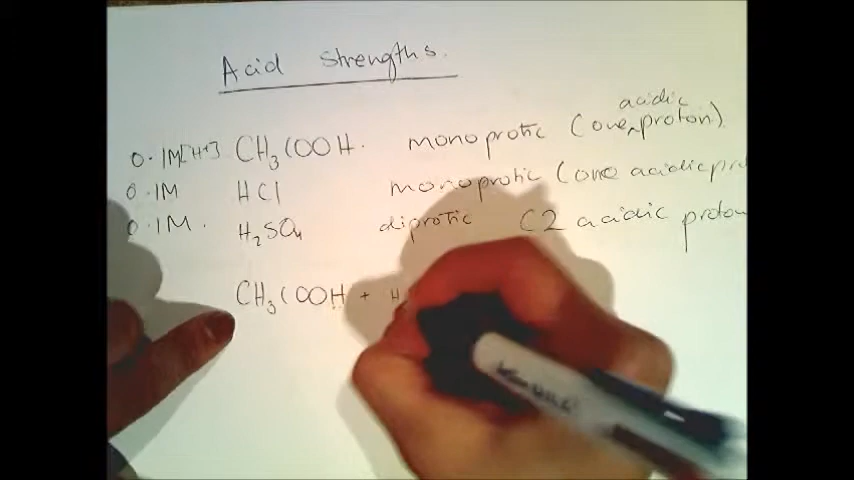 Acid strengths.
acidic
0.1M[H+] CH3COOH. monoprotic (one ^ proton).
0.1M HCl monoprotic (one acidic pro
0.1M. H2SO4 diprotic (2 acidic proton
CH3COOH + H